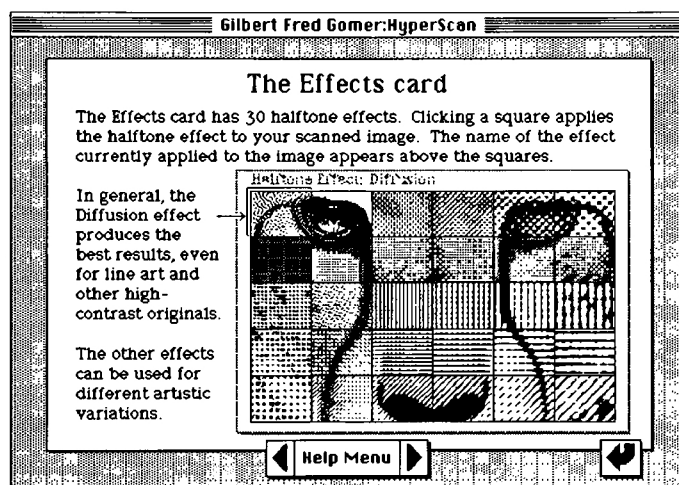 Gilbert Fred Gomer:HyperScan
The Effects card
The Effects card has 30 halftone effects. Clicking a square applies
the halftone effect to your scanned image. The name of the effect
currently applied to the image appears above the squares.
Halftone Effect: Diffusion
In general, the
Diffusion effect
produces the
best results, even
for line art and
other high-
contrast originals.
The other effects
can be used for
different artistic
variations.
Help Menu